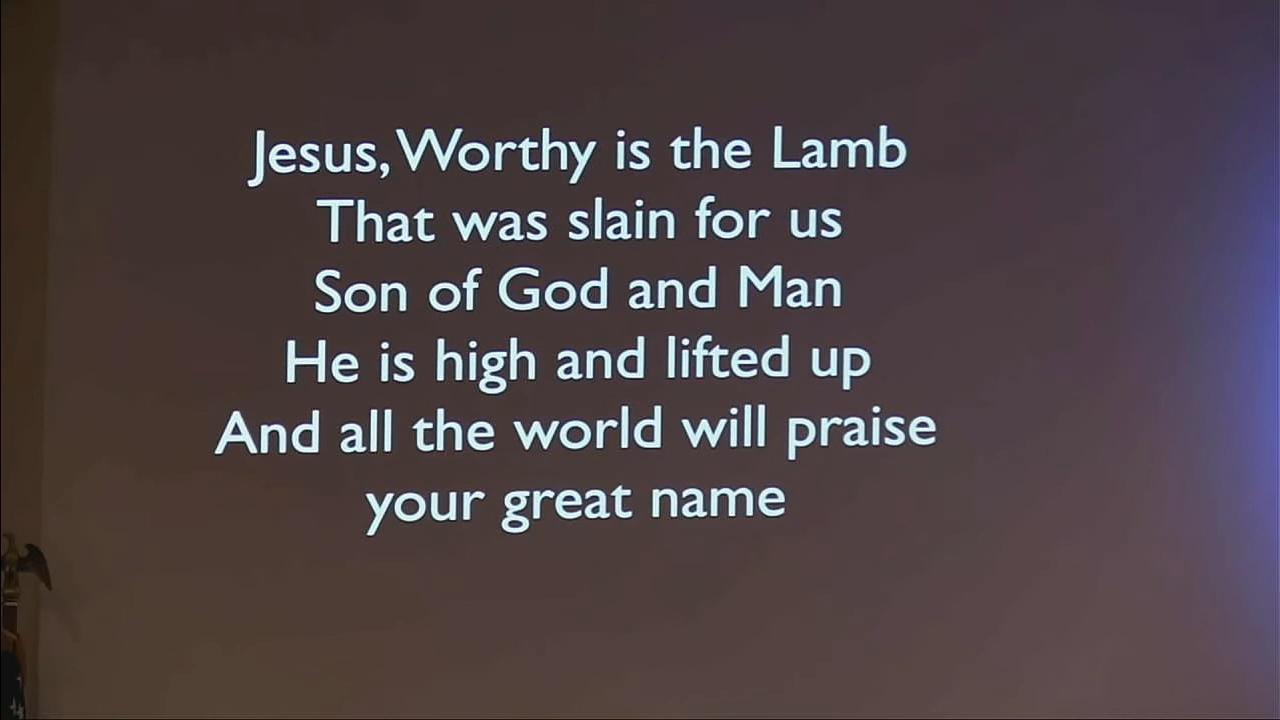 Jesus, Worthy is the Lamb
That was slain for us
Son of God and Man
He is high and lifted up
And all the world will praise
your great name